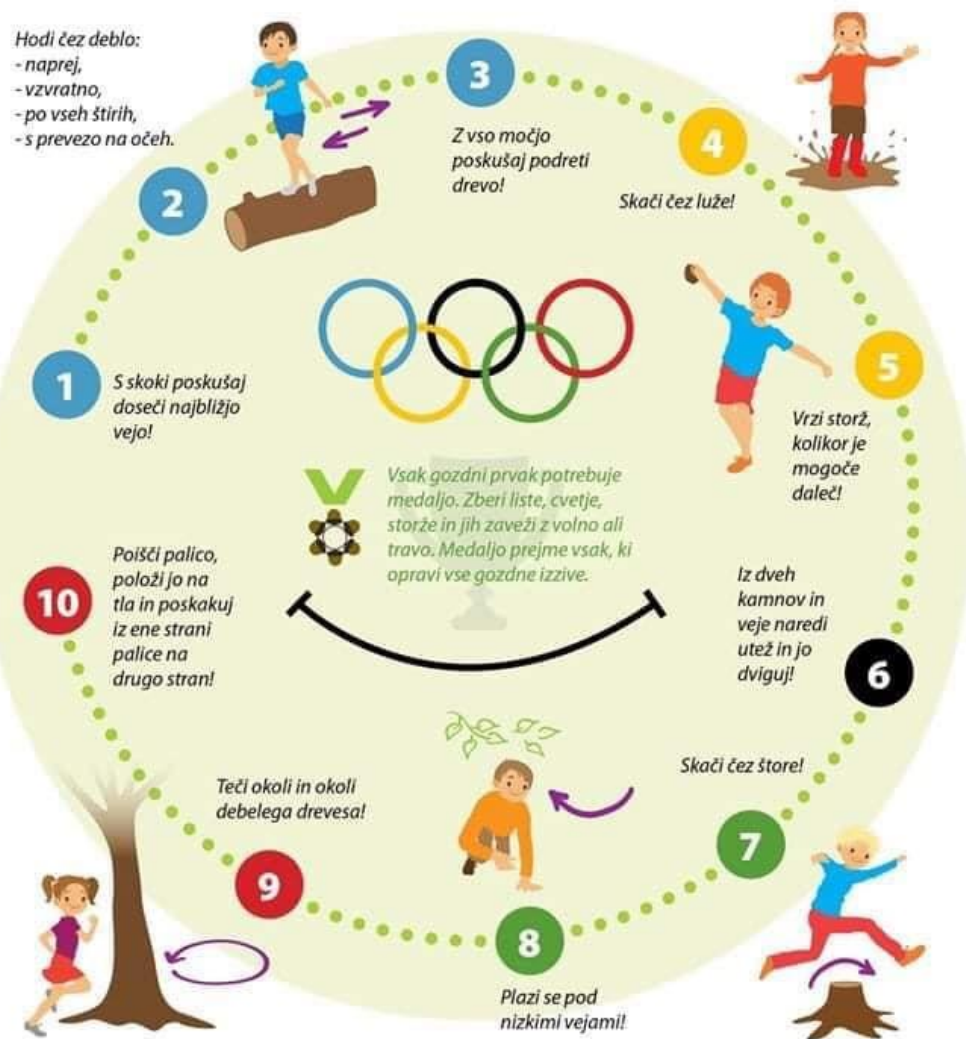 1
S skoki poskušaj
doseči najbližjo
vejo!
2
Hodi čez deblo:
- naprej,
- vzvratno,
- po vseh štirih,
- s prevezo na očeh.
3
Z vso močjo
poskušaj podreti
drevo!
4
Skači čez luže!
5
Vrzi storž,
kolikor je
mogoče
daleč!
6
Iz dveh
kamnov in
veje naredi
utež in jo
dviguj!
7
Skači čez štore!
8
Plazi se pod
nizkimi vejami!
9
Teči okoli in okoli
debelega drevesa!
10
Poišči palico,
položi jo na
tla in poskakuj
iz ene strani
palice na
drugo stran!
Vsak gozdni prvak potrebuje
medaljo. Zberi liste, cvetje,
storže in jih zaveži z volno ali
travo. Medaljo prejme vsak, ki
opravi vse gozdne izzive.